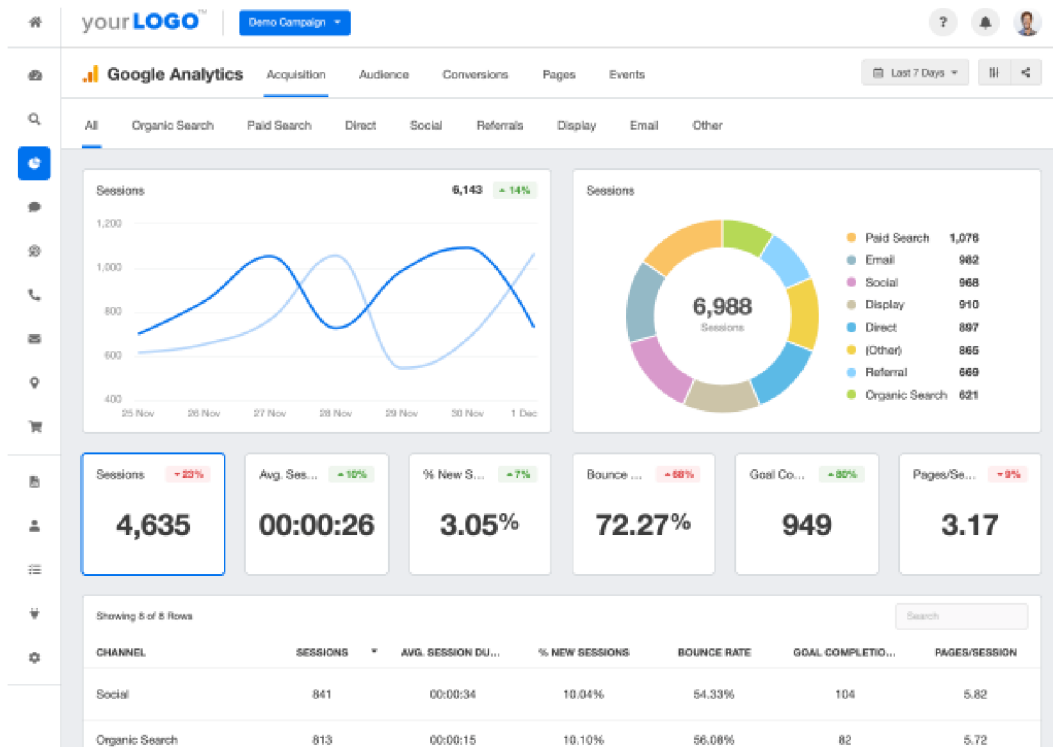 yourLOGO™ Demo Campaign ?
Google Analytics Acquisition Audience Conversions Pages Events Last 7 Days
All Organic Search Paid Search Direct Social Referrals Display Email Other
Sessions 6,143 14%
1,200
1,000
800
600
400
25 Nov 26 Nov 27 Nov 28 Nov 29 Nov 30 Nov 1 Dec
Sessions
6,988
Sessions
Paid Search 1,076
Email 982
Social 968
Display 910
Direct 897
(Other) 865
Referral 669
Organic Search 621
Sessions 23%
4,635
Avg. Ses... 10%
00:00:26
% New S... 7%
3.05%
Bounce ... 68%
72.27%
Goal Co... 80%
949
Pages/Se... 9%
3.17
Showing 8 of 8 Rows Search
CHANNEL SESSIONS AVG. SESSION DU... % NEW SESSIONS BOUNCE RATE GOAL COMPLETIO... PAGES/SESSION
Social 841 00:00:34 10.04% 54.33% 104 5.82
Organic Search 813 00:00:15 10.10% 56.08% 82 5.72